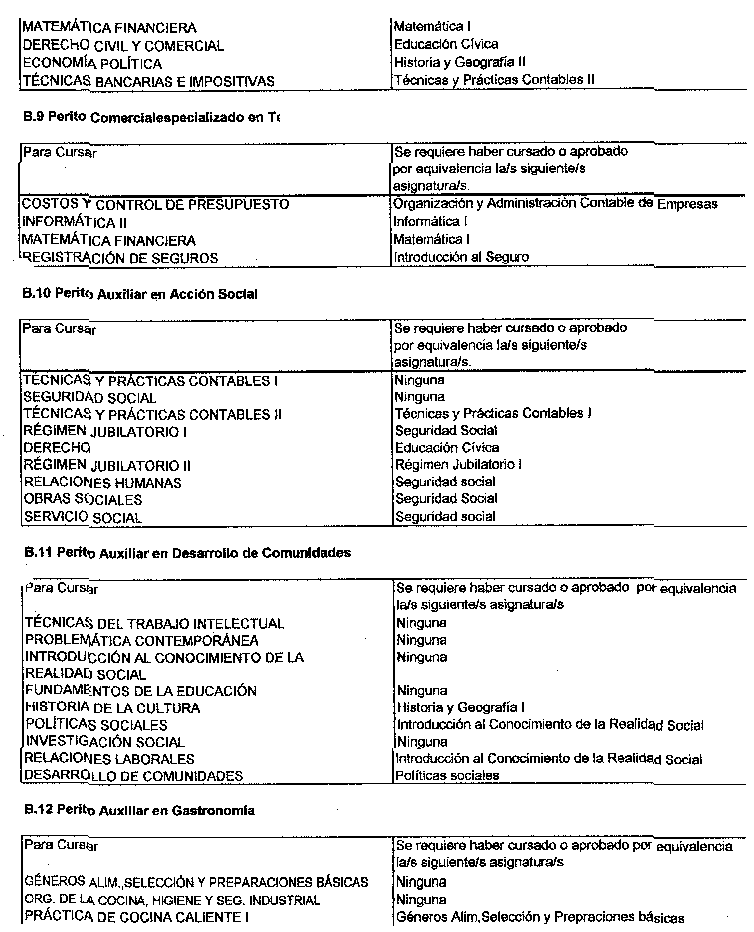 MATEMÁTICA FINANCIERA Matemática I
DERECHO CIVIL Y COMERCIAL Educación Cívica
ECONOMÍA POLÍTICA Historia y Geografía II
TÉCNICAS BANCARIAS E IMPOSITIVAS Técnicas y Prácticas Contables II
B.9 Perito Comercialespecializado en
Para Cursar Se requiere haber cursado o aprobado
por equivalencia la/s siguiente/s
asignatura/s.
COSTOS Y CONTROL DE PRESUPUESTO Organización y Administración Contable de Empresas
INFORMÁTICA II Informática I
MATEMÁTICA FINANCIERA Matemática I
REGISTRACIÓN DE SEGUROS Introducción al Seguro
B.10 Perito Auxiliar en Acción Social
Para Cursar Se requiere haber cursado o aprobado
por equivalencia la/s siguiente/s
asignatura/s.
TÉCNICAS Y PRÁCTICAS CONTABLES I Ninguna
SEGURIDAD SOCIAL Ninguna
TÉCNICAS Y PRÁCTICAS CONTABLES II Técnicas y Prácticas Contables I
RÉGIMEN JUBILATORIO I Seguridad Social
DERECHO Educación Cívica
RÉGIMEN JUBILATORIO II Régimen Jubilatorio I
RELACIONES HUMANAS Seguridad social
OBRAS SOCIALES Seguridad Social
SERVICIO SOCIAL Seguridad social
B.11 Perito Auxiliar en Desarrollo de Comunidades
Para Cursar Se requiere haber cursado o aprobado por equivalencia
la/s siguiente/s asignatura/s
TÉCNICAS DEL TRABAJO INTELECTUAL Ninguna
PROBLEMÁTICA CONTEMPORÁNEA Ninguna
INTRODUCCIÓN AL CONOCIMIENTO DE LA Ninguna
REALIDAD SOCIAL
FUNDAMENTOS DE LA EDUCACIÓN Ninguna
HISTORIA DE LA CULTURA Historia y Geografía I
POLÍTICAS SOCIALES Introducción al Conocimiento de la Realidad Social
INVESTIGACIÓN SOCIAL Ninguna
RELACIONES LABORALES Introducción al Conocimiento de la Realidad Social
DESARROLLO DE COMUNIDADES Políticas sociales
B.12 Perito Auxiliar en Gastronomía
Para Cursar Se requiere haber cursado o aprobado por equivalencia
la/s siguiente/s asignatura/s
GÉNEROS ALIM.,SELECCIÓN Y PREPARACIONES BÁSICAS Ninguna
ORG. DE LA COCINA, HIGIENE Y SEG. INDUSTRIAL Ninguna
PRÁCTICA DE COCINA CALIENTE I Géneros Alim,Selección y Prepraciones básicas